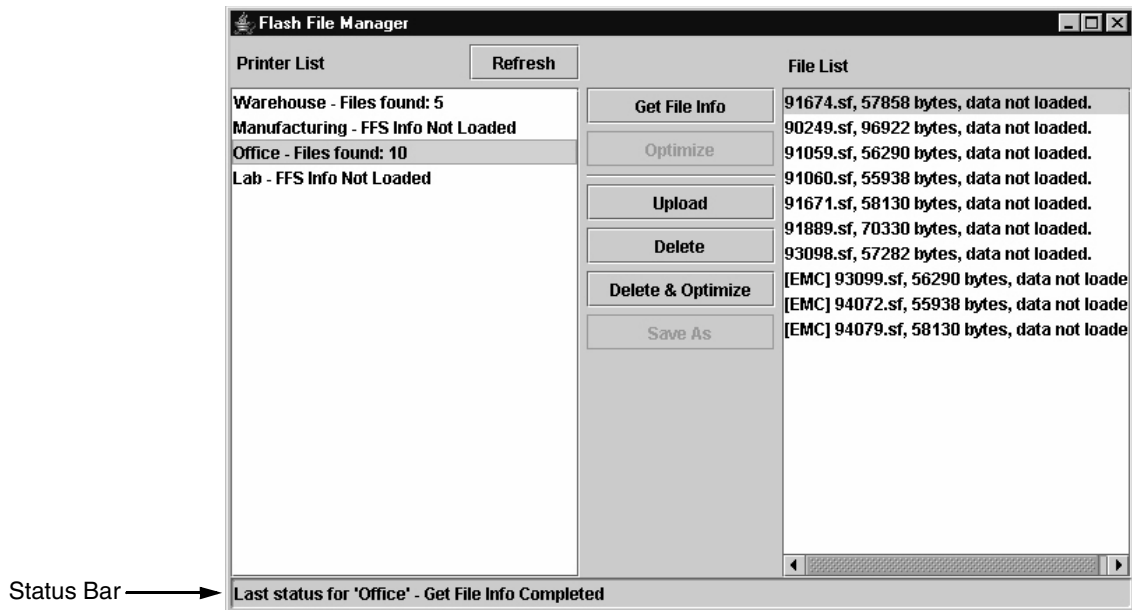 Flash File Manager
Printer List
Refresh
File List
Warehouse - Files found: 5
Manufacturing - FFS Info Not Loaded
Office - Files found: 10
Lab - FFS Info Not Loaded
Get File Info
Optimize
Upload
Delete
Delete & Optimize
Save As
91674.sf, 57858 bytes, data not loaded.
90249.sf, 96922 bytes, data not loaded.
91059.sf, 56290 bytes, data not loaded.
91060.sf, 55938 bytes, data not loaded.
91671.sf, 58130 bytes, data not loaded.
91889.sf, 70330 bytes, data not loaded.
93098.sf, 57282 bytes, data not loaded.
[EMC] 93099.sf, 56290 bytes, data not loade
[EMC] 94072.sf, 55938 bytes, data not loade
[EMC] 94079.sf, 58130 bytes, data not loade
Status Bar
Last status for 'Office' - Get File Info Completed